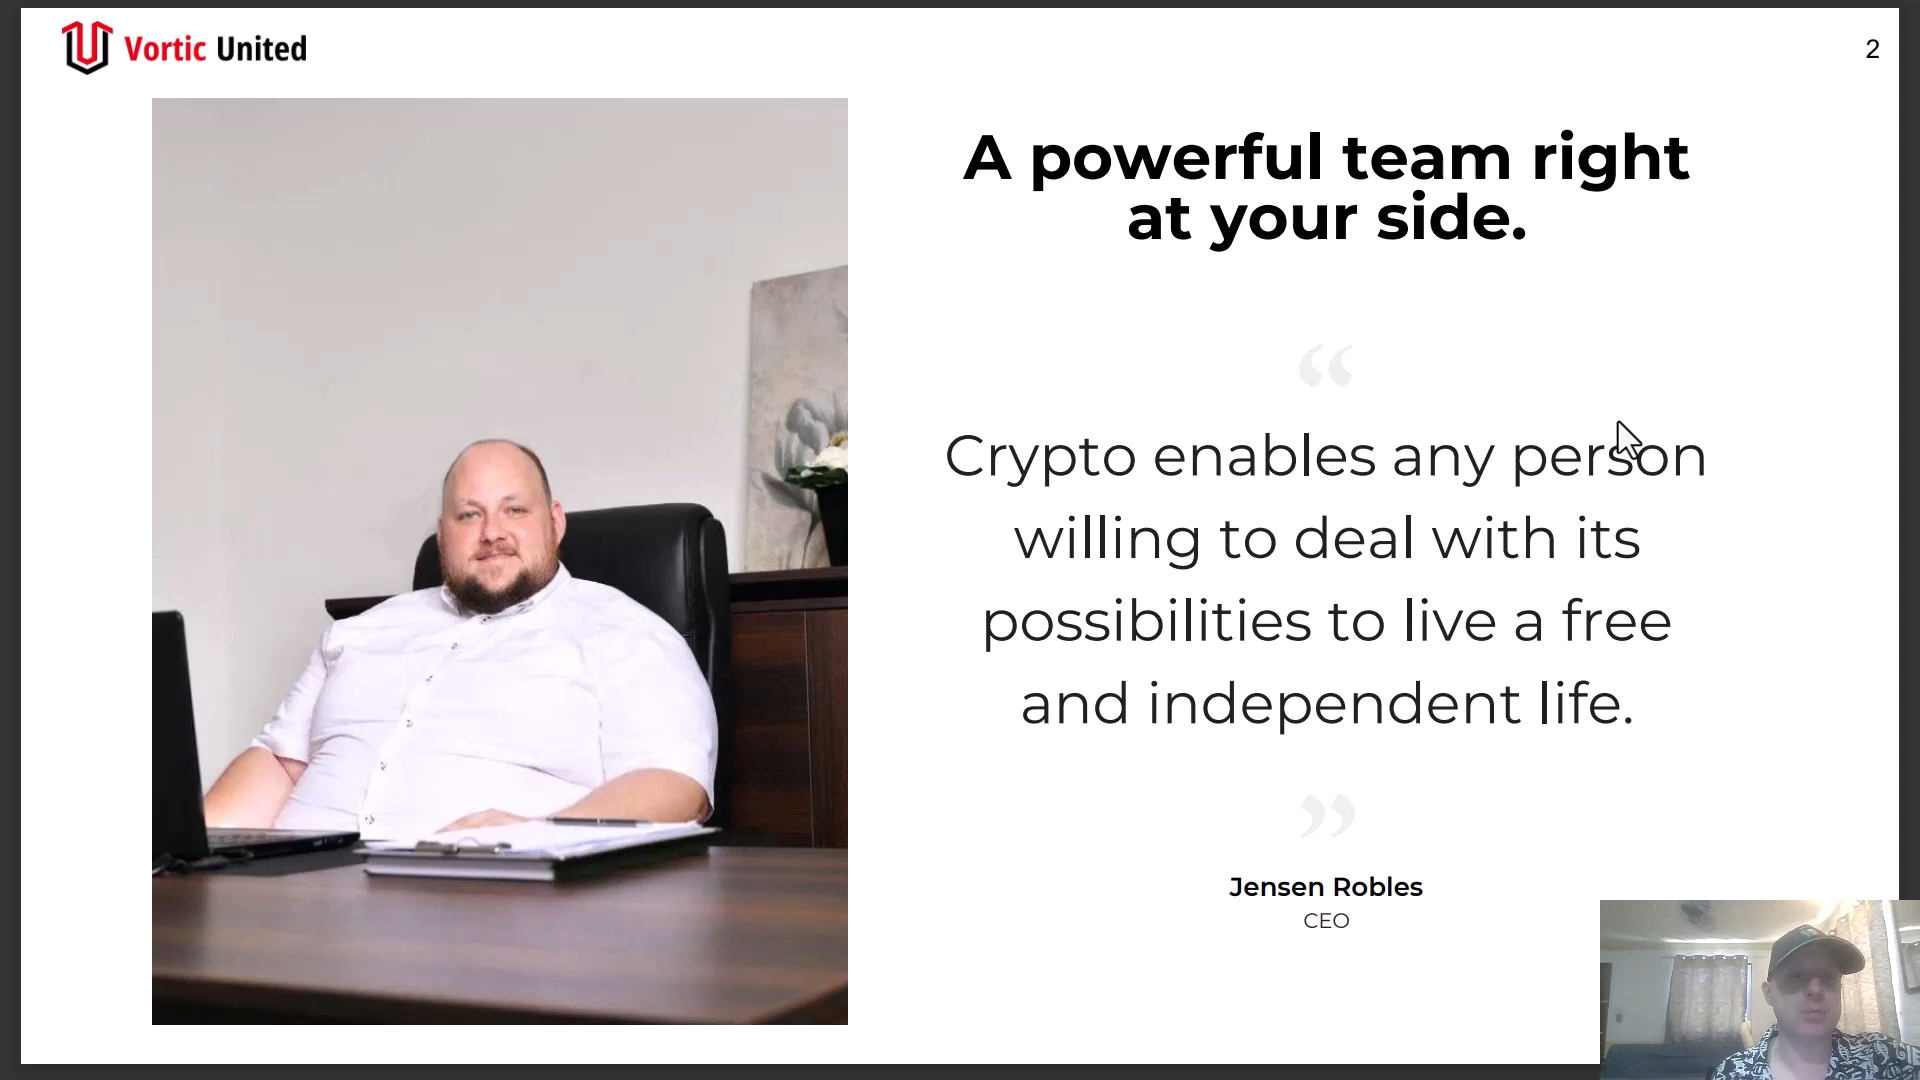 Vortic United
2
A powerful team right
at your side.
“
Crypto enables any person
willing to deal with its
possibilities to live a free
and independent life.
”
Jensen Robles
CEO